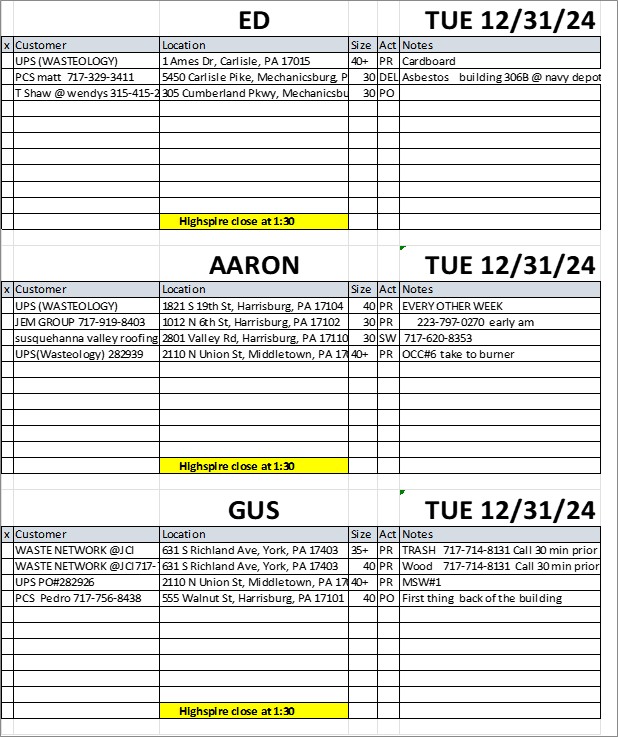 ED TUE 12/31/24
x Customer Location Size Act Notes
UPS (WASTEOLOGY) 1 Ames Dr, Carlisle, PA 17015 40+ PR Cardboard
PCS matt 717-329-3411 5450 Carlisle Pike, Mechanicsburg, P 30 DEL Asbestos building 306B @ navy depot
T Shaw @ wendys 315-415-2 305 Cumberland Pkwy, Mechanicsbu 30 PO
Highspire close at 1:30
AARON TUE 12/31/24
x Customer Location Size Act Notes
UPS (WASTEOLOGY) 1821 S 19th St, Harrisburg, PA 17104 40 PR EVERY OTHER WEEK
JEM GROUP 717-919-8403 1012 N 6th St, Harrisburg, PA 17102 30 PR 223-797-0270 early am
susquehanna valley roofing 2801 Valley Rd, Harrisburg, PA 17110 30 SW 717-620-8353
UPS(Wasteology) 282939 2110 N Union St, Middletown, PA 17 40+ PR OCC#6 take to burner
Highspire close at 1:30
GUS TUE 12/31/24
x Customer Location Size Act Notes
WASTE NETWORK @JCI 631 S Richland Ave, York, PA 17403 35+ PR TRASH 717-714-8131 Call 30 min prior
WASTE NETWORK @JCI 717- 631 S Richland Ave, York, PA 17403 40 PR Wood 717-714-8131 Call 30 min prior
UPS PO#282926 2110 N Union St, Middletown, PA 17 40+ PR MSW#1
PCS Pedro 717-756-8438 555 Walnut St, Harrisburg, PA 17101 40 PO First thing back of the building
Highspire close at 1:30